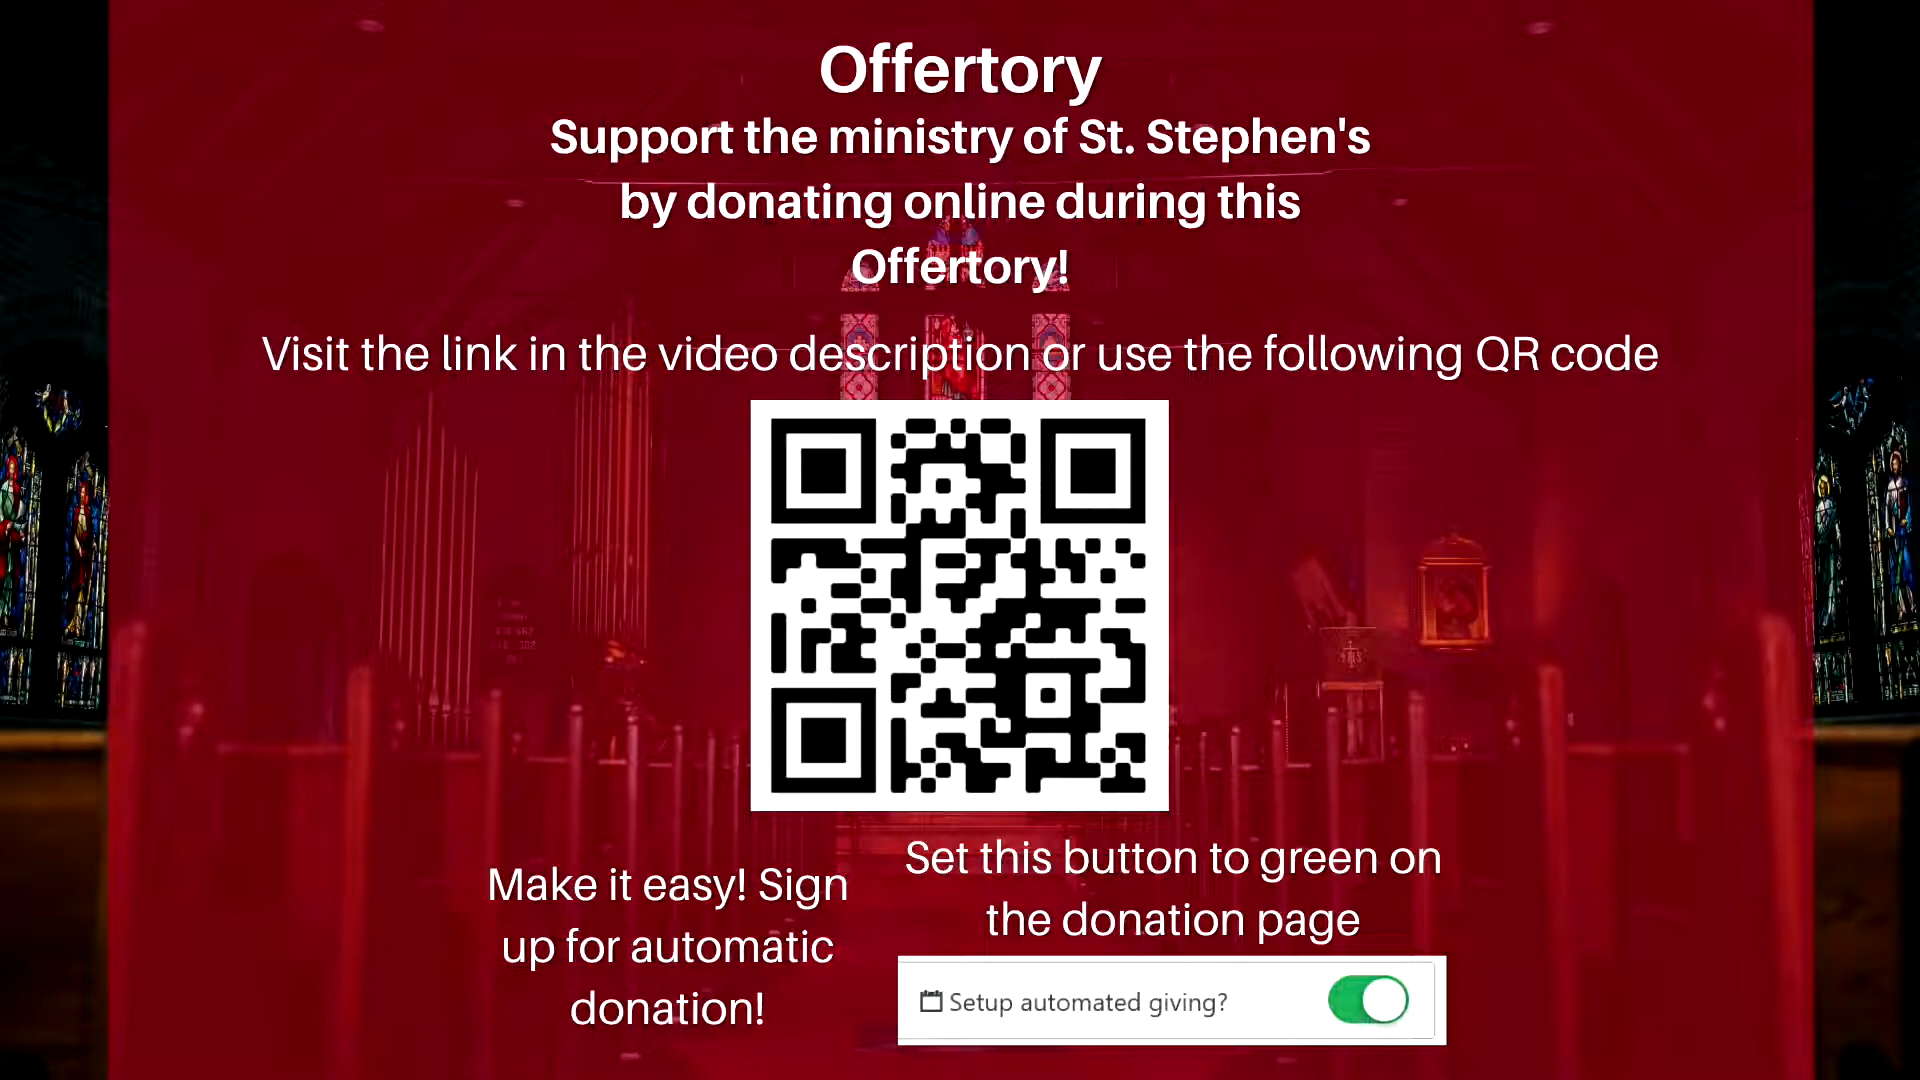 Offertory
Support the ministry of St. Stephen's
by donating online during this
Offertory!
Visit the link in the video description or use the following QR code
Make it easy! Sign
up for automatic
donation!
Set this button to green on
the donation page
Setup automated giving?